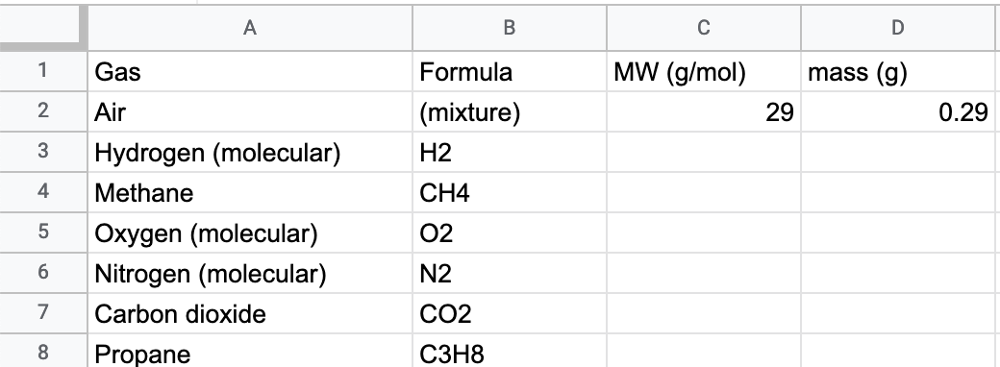 A B C D
1 Gas Formula MW (g/mol) mass (g)
2 Air (mixture) 29 0.29
3 Hydrogen (molecular) H2
4 Methane CH4
5 Oxygen (molecular) O2
6 Nitrogen (molecular) N2
7 Carbon dioxide CO2
8 Propane C3H8